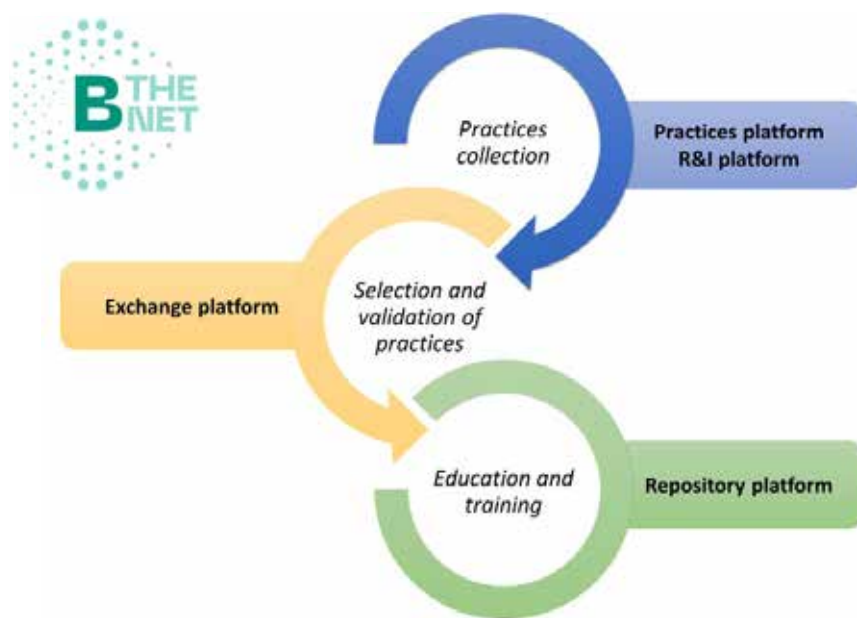 B THE
NET
Practices
collection
Practices platform
R&I platform
Exchange platform
Selection and
validation of
practices
Education and
training
Repository platform